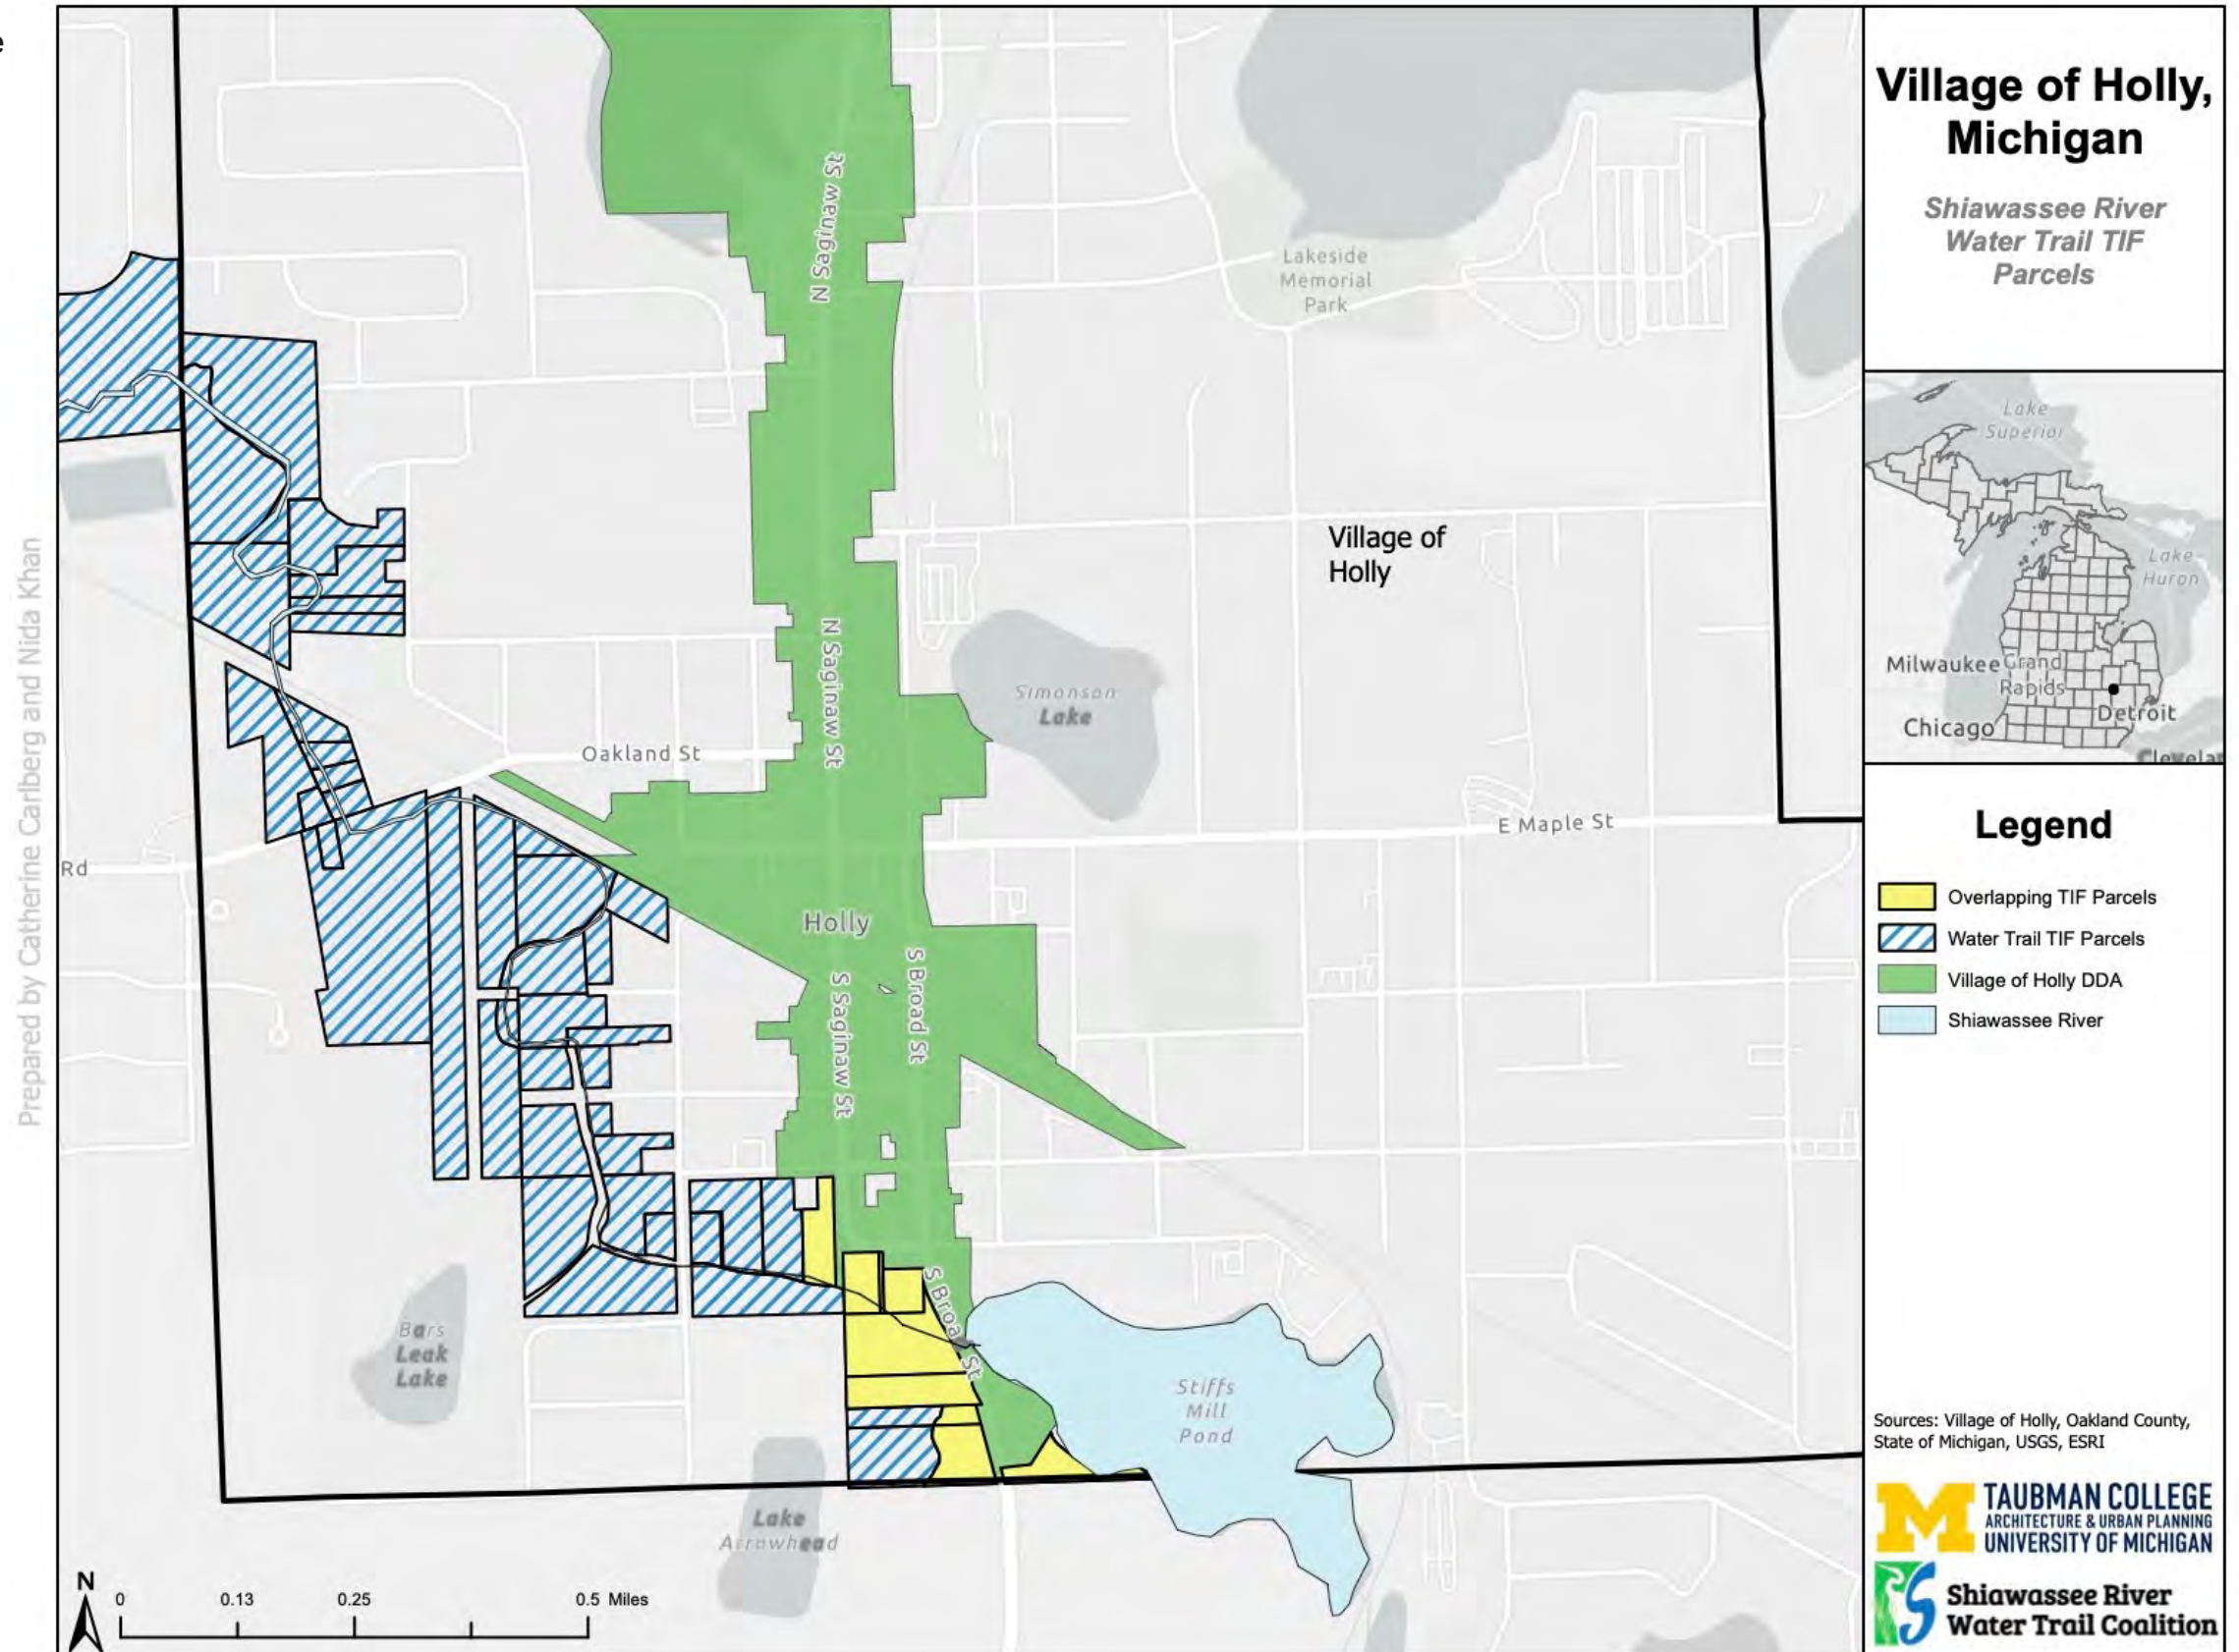 e
Prepared by Catherine Carlberg and Nida Khan
N Saginaw St
Lakeside
Memorial
Park
Village of
Holly
N Saginaw St
Simonson
Lake
Oakland St
E Maple St
Rd
Holly
S Broad St
S Saginaw St
S Broad St
Bars
Leak
Lake
Stiffs
Mill
Pond
Lake
Arrowhead
N
0
0.13
0.25
0.5 Miles
Village of Holly,
Michigan
Shiawassee River
Water Trail TIF
Parcels
Lake
Superior
Lake
Huron
Milwaukee
Grand
Rapids
Detroit
Chicago
Legend
Overlapping TIF Parcels
Water Trail TIF Parcels
Village of Holly DDA
Shiawassee River
Sources: Village of Holly, Oakland County,
State of Michigan, USGS, ESRI
M
TAUBMAN COLLEGE
ARCHITECTURE & URBAN PLANNING
UNIVERSITY OF MICHIGAN
Shiawassee River
Water Trail Coalition